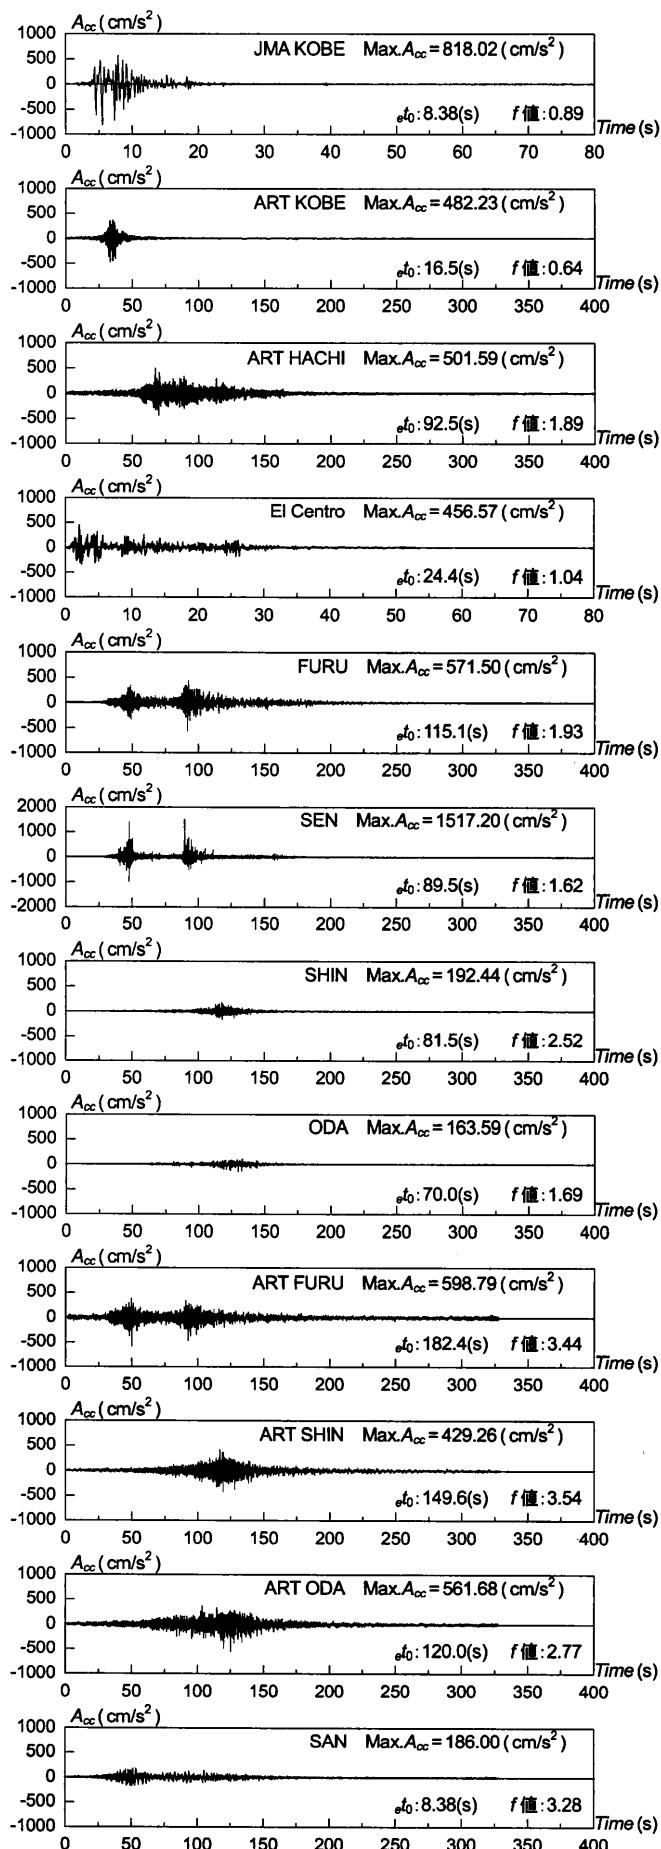 Acc (cm/s²)
1000
JMA KOBE Max.Acc = 818.02 (cm/s²)
500
0
-500
et0:8.38(s) f 値:0.89
-1000
Time (s)
0 10 20 30 40 50 60 70 80
Acc (cm/s²)
1000
ART KOBE Max.Acc = 482.23 (cm/s²)
500
0
-500
et0:16.5(s) f 値:0.64
-1000
Time (s)
0 50 100 150 200 250 300 350 400
Acc (cm/s²)
1000
ART HACHI Max.Acc = 501.59 (cm/s²)
500
0
-500
et0:92.5(s) f 値:1.89
-1000
Time (s)
0 50 100 150 200 250 300 350 400
Acc (cm/s²)
1000
El Centro Max.Acc = 456.57 (cm/s²)
500
0
-500
et0:24.4(s) f 値:1.04
-1000
Time (s)
0 10 20 30 20 50 60 70 80
Acc (cm/s²)
1000
FURU Max.Acc = 571.50 (cm/s²)
500
0
-500
et0:115.1(s) f 値:1.93
-1000
Time (s)
0 50 100 150 200 250 300 350 400
Acc (cm/s²)
2000
SEN Max.Acc = 1517.20 (cm/s²)
1000
0
-1000
et0:89.5(s) f 値:1.62
-2000
Time (s)
0 50 100 150 200 250 300 350 400
Acc (cm/s²)
1000
SHIN Max.Acc = 192.44 (cm/s²)
500
0
-500
et0:81.5(s) f 値:2.52
-1000
Time (s)
0 50 100 150 200 250 300 350 400
Acc (cm/s²)
1000
ODA Max.Acc = 163.59 (cm/s²)
500
0
-500
et0:70.0(s) f 値:1.69
-1000
Time (s)
0 50 100 150 200 250 300 350 400
Acc (cm/s²)
1000
ART FURU Max.Acc = 598.79 (cm/s²)
500
0
-500
et0:182.4(s) f 値:3.44
-1000
Time (s)
0 50 100 150 200 250 300 350 400
Acc (cm/s²)
1000
ART SHIN Max.Acc = 429.26 (cm/s²)
500
0
-500
et0:149.6(s) f 値:3.54
-1000
Time (s)
0 50 100 150 200 250 300 350 400
Acc (cm/s²)
1000
ART ODA Max.Acc = 561.68 (cm/s²)
500
0
-500
et0:120.0(s) f 値:2.77
-1000
Time (s)
0 50 100 150 200 250 300 350 400
Acc (cm/s²)
1000
SAN Max.Acc = 186.00 (cm/s²)
500
0
-500
et0:8.38(s) f 値:3.28
-1000
Time (s)
0 50 100 150 200 250 300 350 400